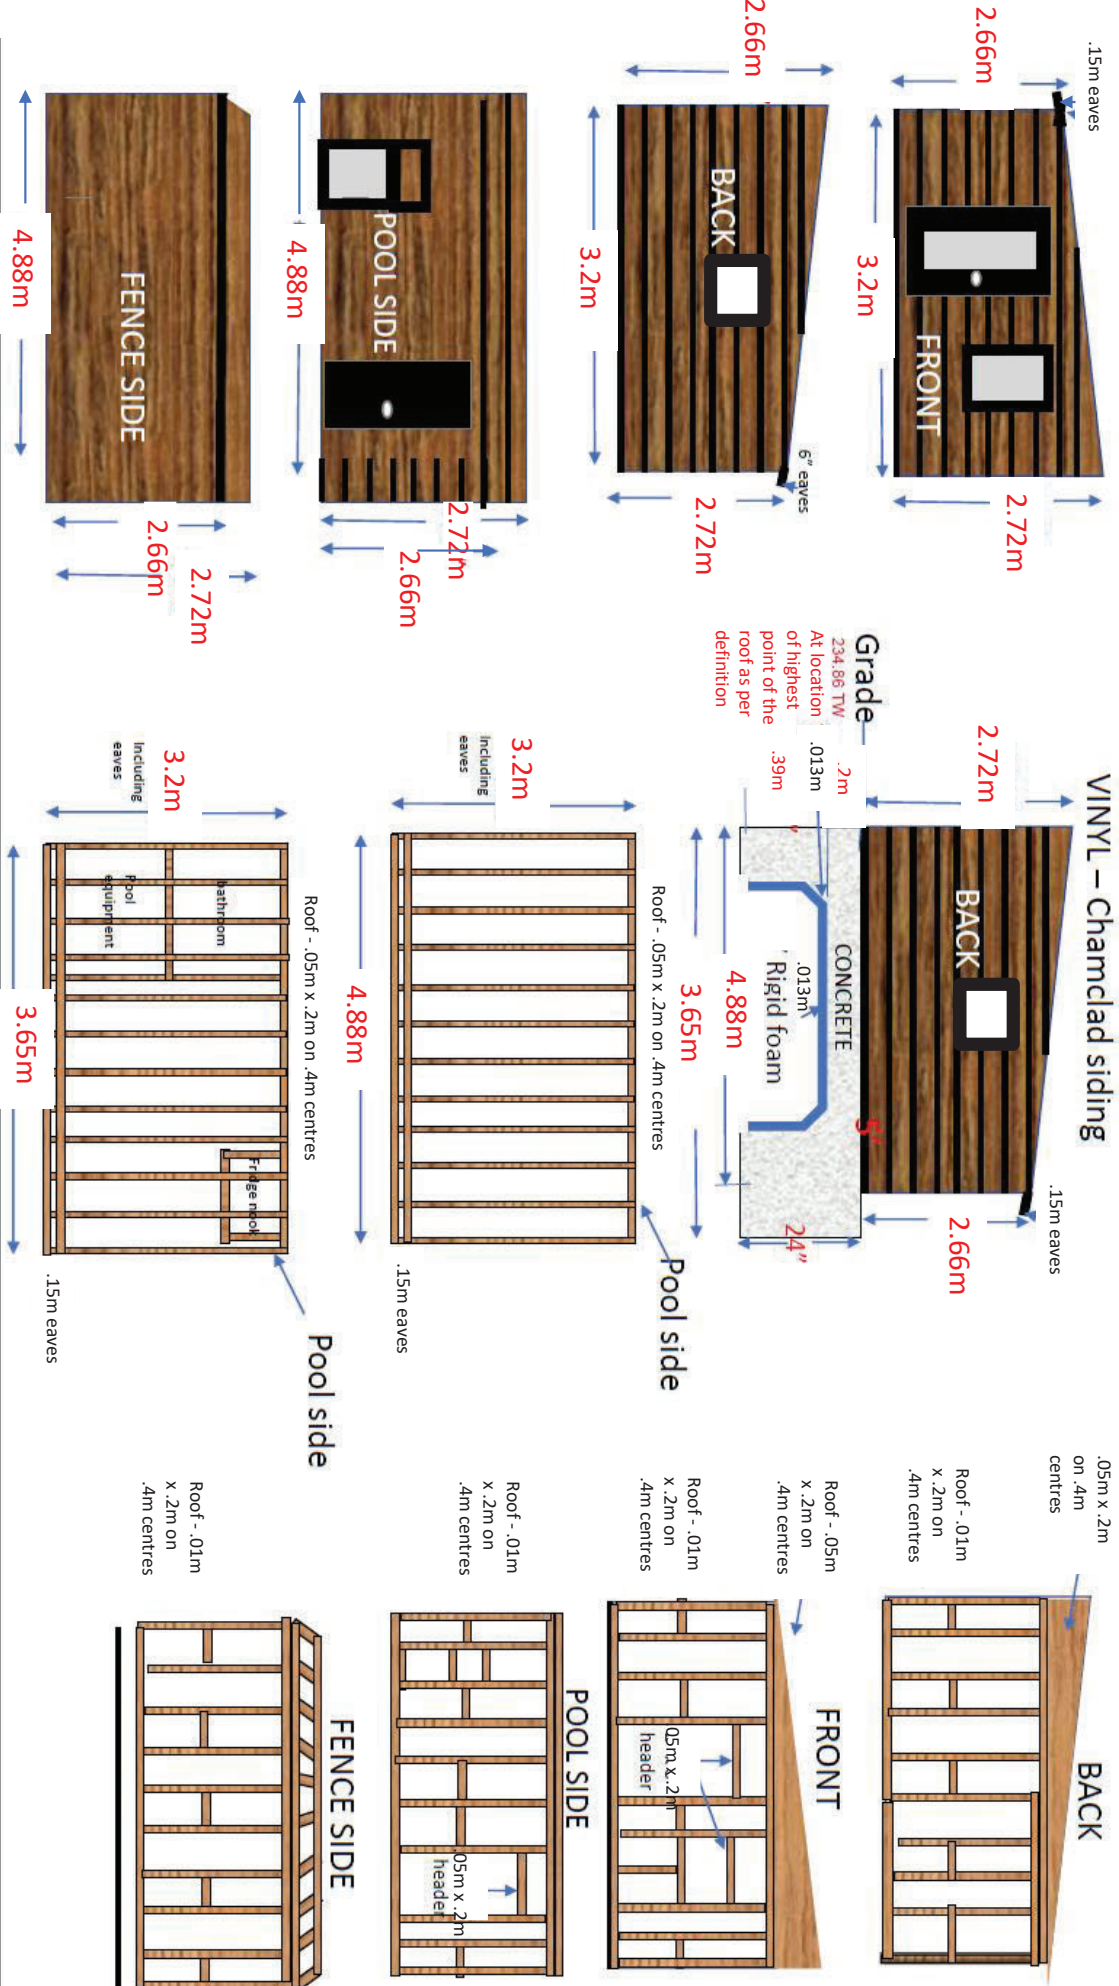 .15m eaves
2.66m
3.2m
FRONT
2.72m
2.66m
BACK
3.2m
6" eaves
2.72m
POOL SIDE
4.88m
2.72m
2.66m
FENCE SIDE
4.88m
2.66m
2.72m
VINYL – Chamclad siding
2.72m
BACK
.15m eaves
2.66m
5"
Grade
234.86 TW
At location
of highest
point of the
roof as per
definition
.2m
.013m
.39m
CONCRETE
.013m
Rigid foam
24"
4.88m
3.65m
Pool side
Roof - .05m x .2m on .4m centres
3.2m
Including
eaves
4.88m
.15m eaves
Pool side
Roof - .05m x .2m on .4m centres
3.2m
Including
eaves
bathroom
Pool
equipment
Fridge nook
3.65m
.15m eaves
.05m x .2m
on .4m
centres
BACK
Roof - .01m
x .2m on
.4m centres
Roof - .05m
x .2m on
.4m centres
FRONT
Roof - .01m
x .2m on
.4m centres
.05m x .2m
header
POOL SIDE
Roof - .01m
x .2m on
.4m centres
.05m x .2m
header
FENCE SIDE
Roof - .01m
x .2m on
.4m centres